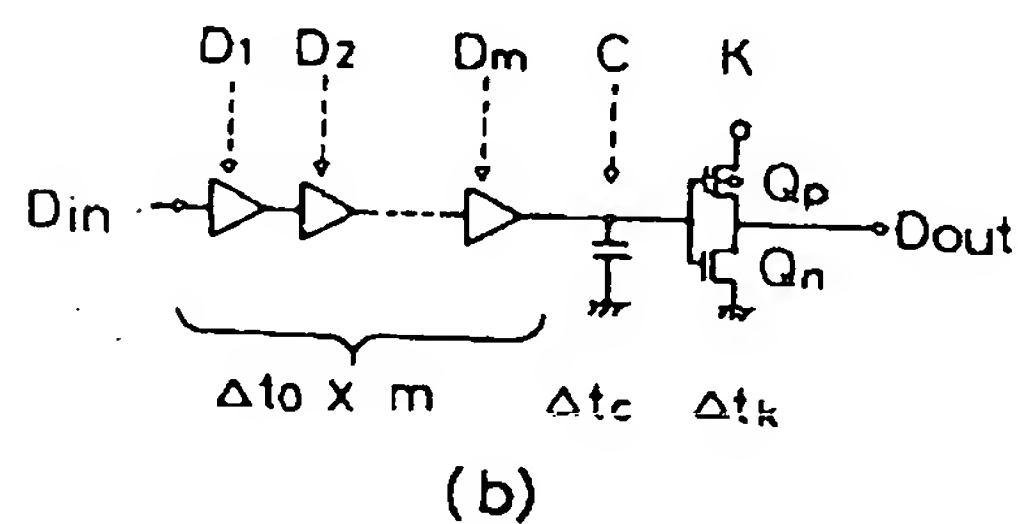 D1 D2 Dm C K
Din Qp Dout
Qn
Δto x m Δtc Δtk
(b)